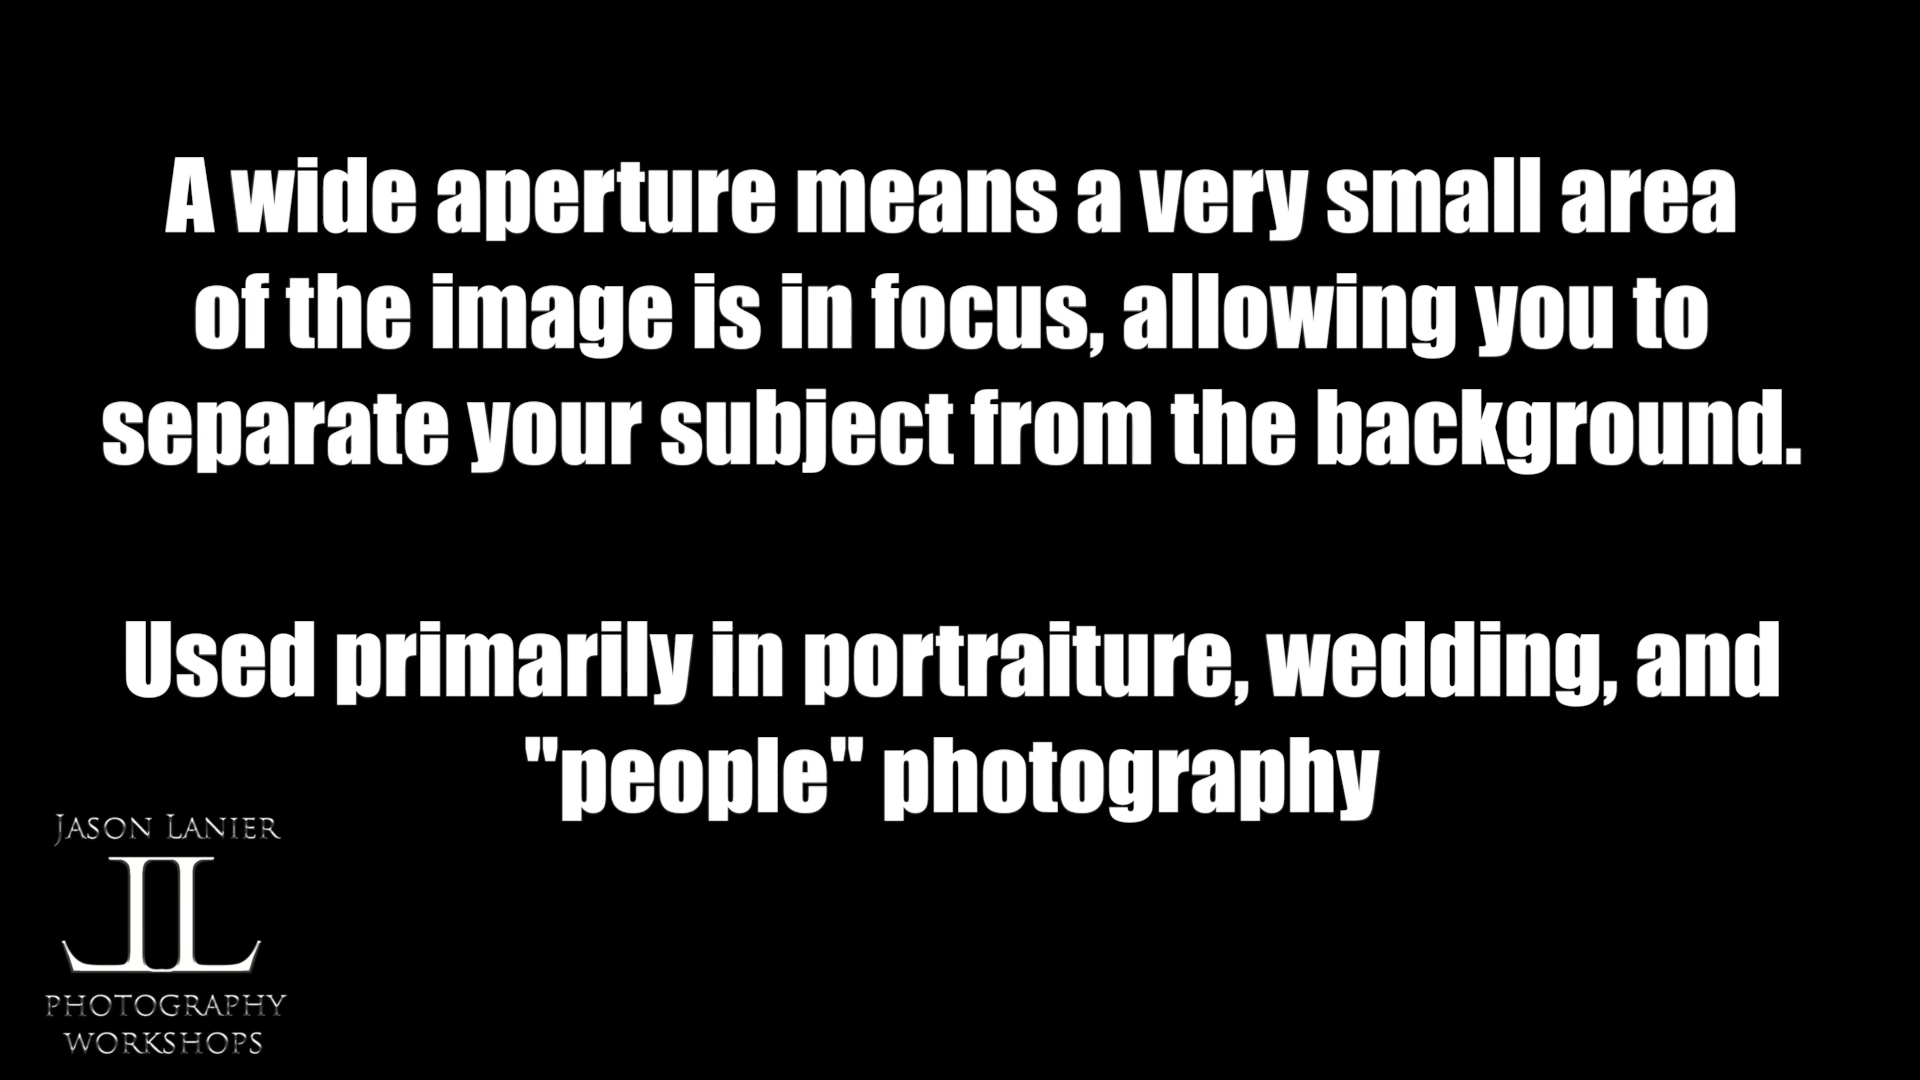 A wide aperture means a very small area
of the image is in focus, allowing you to
separate your subject from the background.
Used primarily in portraiture, wedding, and
"people" photography
JASON LANIER
JL
PHOTOGRAPHY
WORKSHOPS